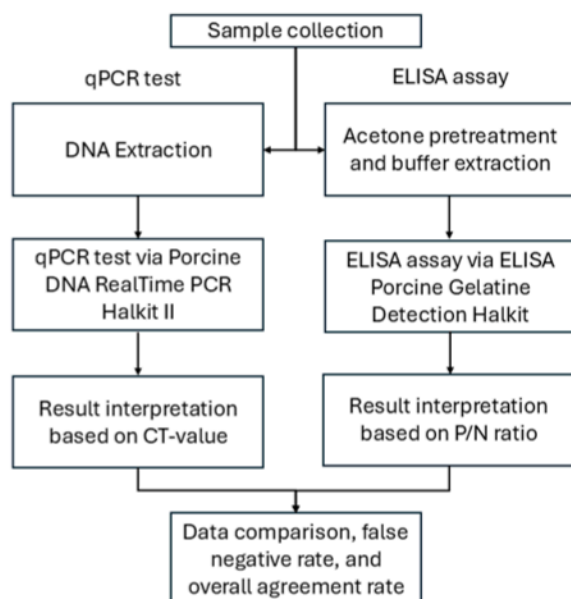 Sample collection
qPCR test
ELISA assay
DNA Extraction
Acetone pretreatment
and buffer extraction
qPCR test via Porcine
DNA RealTime PCR
Halkit II
ELISA assay via ELISA
Porcine Gelatine
Detection Halkit
Result interpretation
based on CT-value
Result interpretation
based on P/N ratio
Data comparison, false
negative rate, and
overall agreement rate